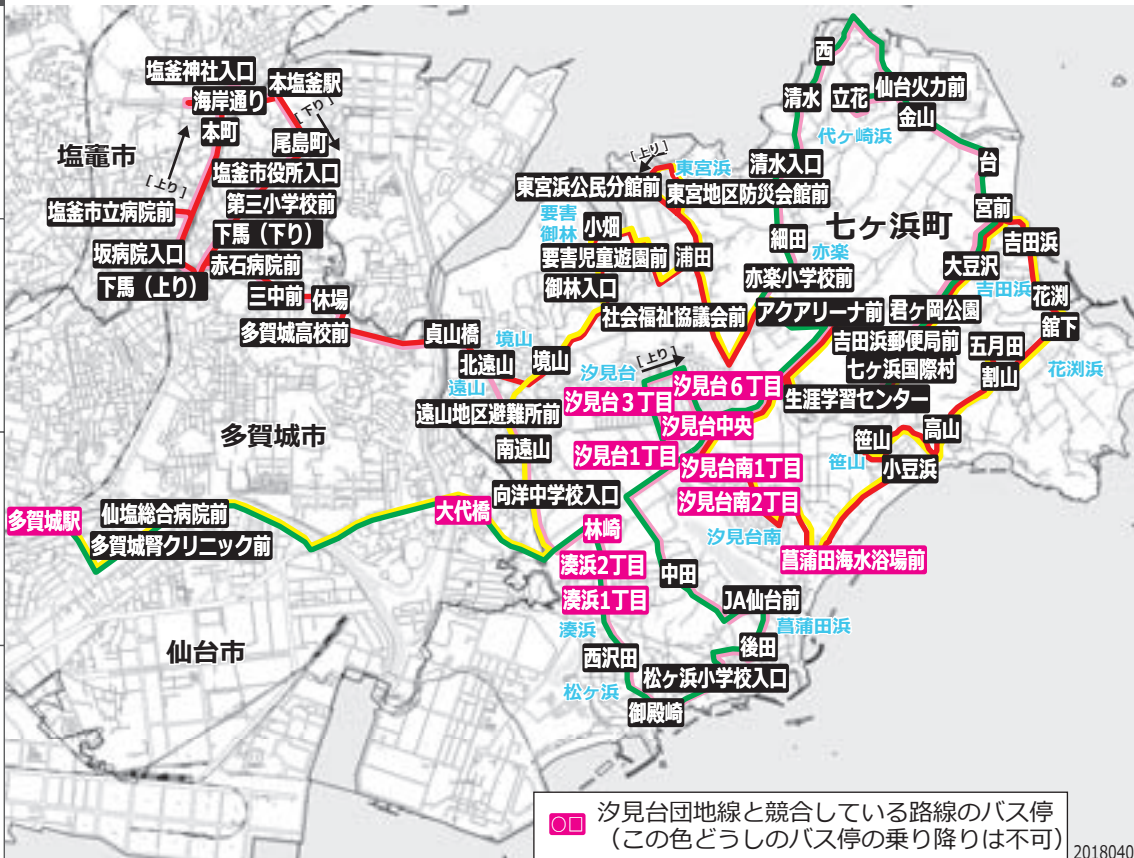 塩釜神社入口
海岸通り
本塩釜駅
本町
[下り]
尾島町
塩竈市
[上り]
塩釜市役所入口
塩釜市立病院前
第三小学校前
下馬（下り）
坂病院入口
赤石病院前
下馬（上り）
三中前
休場
多賀城高校前
貞山橋
西
仙台火力前
清水
立花
金山
代ヶ崎浜
[上り]
東宮浜
清水入口
台
東宮浜公民分館前
東宮地区防災会館前
宮前
要害
御林
小畑
七ヶ浜町
細田
亦楽
吉田浜
要害児童遊園前
浦田
大豆沢
亦楽小学校前
吉田浜
花渕
御林入口
社会福祉協議会前
アクアリーナ前
君ヶ岡公園
舘下
境山
吉田浜郵便局前
五月田
北遠山
境山
[上り]
汐見台
七ヶ浜国際村
割山
花渕浜
遠山
汐見台６丁目
汐見台３丁目
生涯学習センター
遠山地区避難所前
汐見台中央
高山
多賀城市
笹山
南遠山
汐見台1丁目
汐見台南1丁目
笹山
小豆浜
向洋中学校入口
汐見台南2丁目
大代橋
多賀城駅
仙塩総合病院前
林崎
汐見台南
多賀城腎クリニック前
湊浜2丁目
菖蒲田海水浴場前
中田
湊浜1丁目
JA仙台前
湊浜
菖蒲田浜
仙台市
西沢田
後田
松ヶ浜小学校入口
松ヶ浜
御殿崎
○□ 汐見台団地線と競合している路線のバス停
（この色どうしのバス停の乗り降りは不可）
2018040